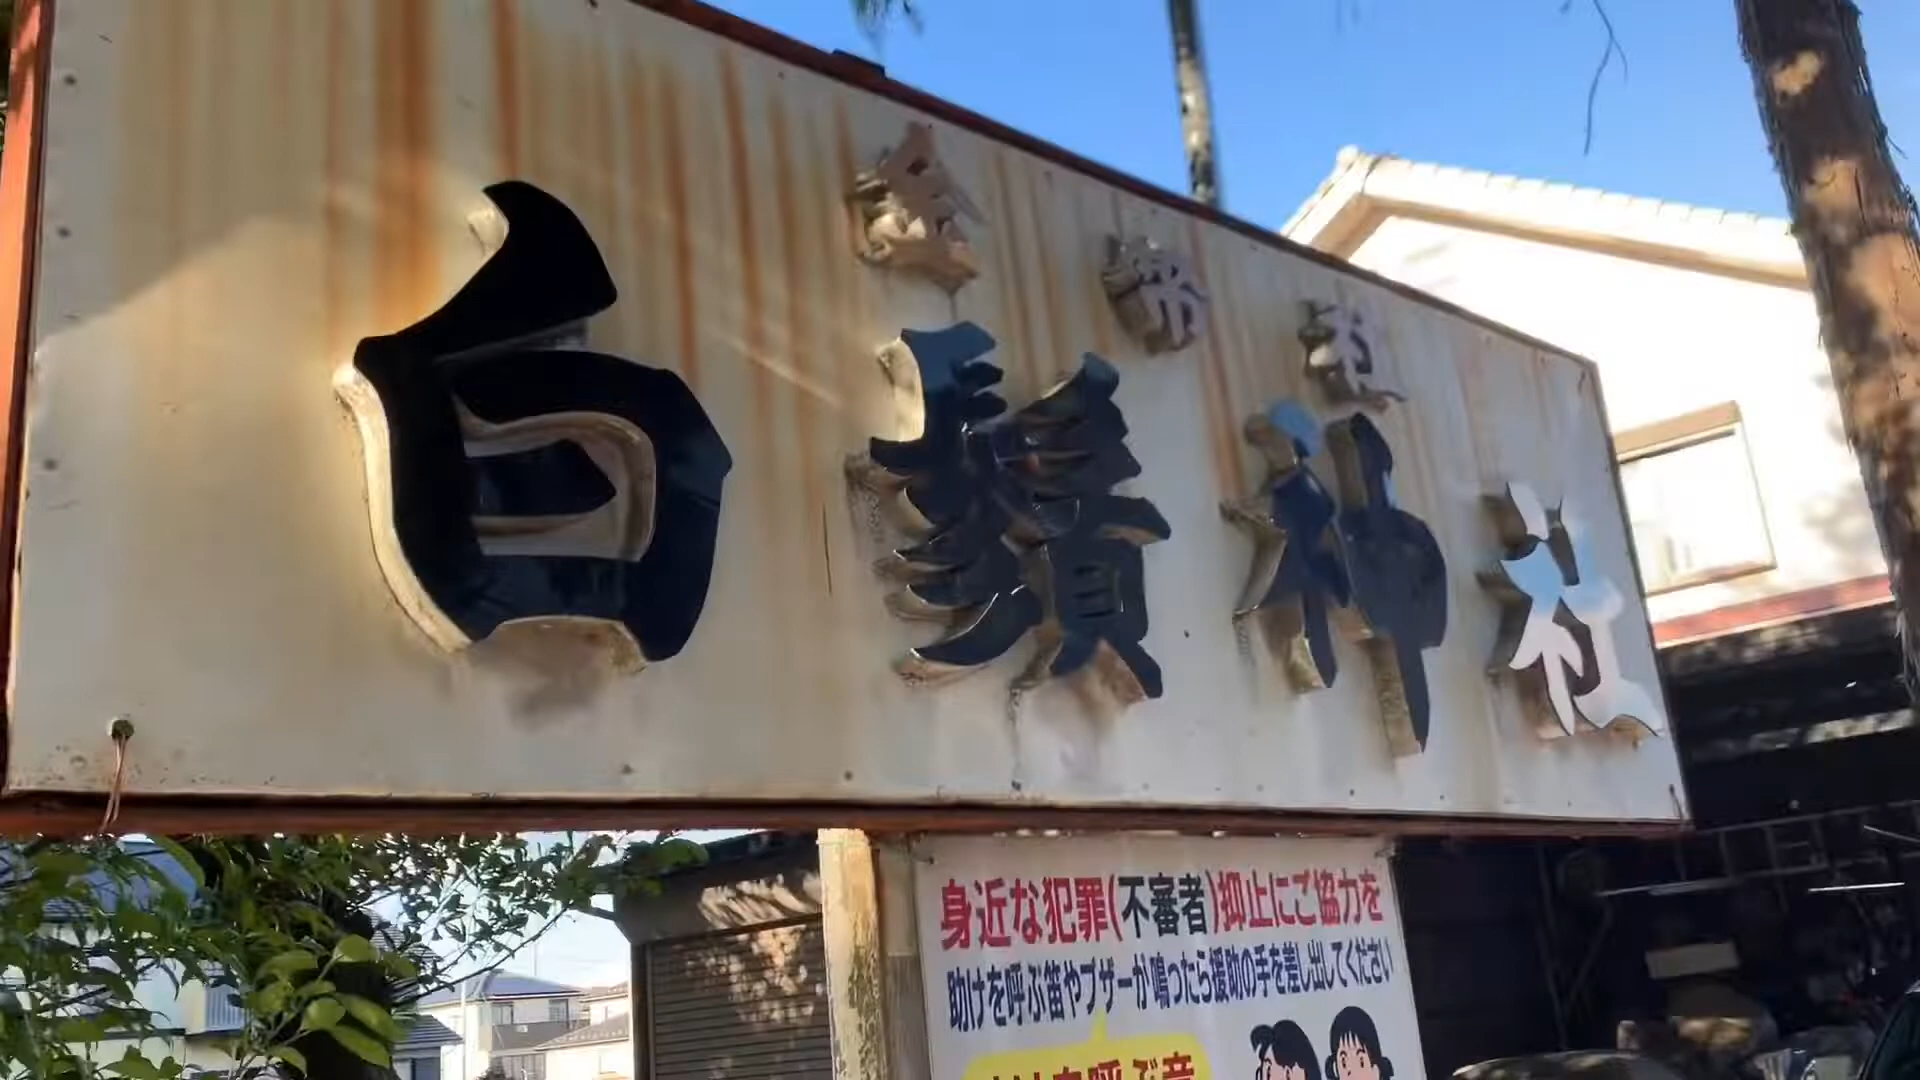 白鬚神社
身近な犯罪(不審者)抑止にご協力を
助けを呼ぶ笛やブザーが鳴ったら援助の手を差し出してください